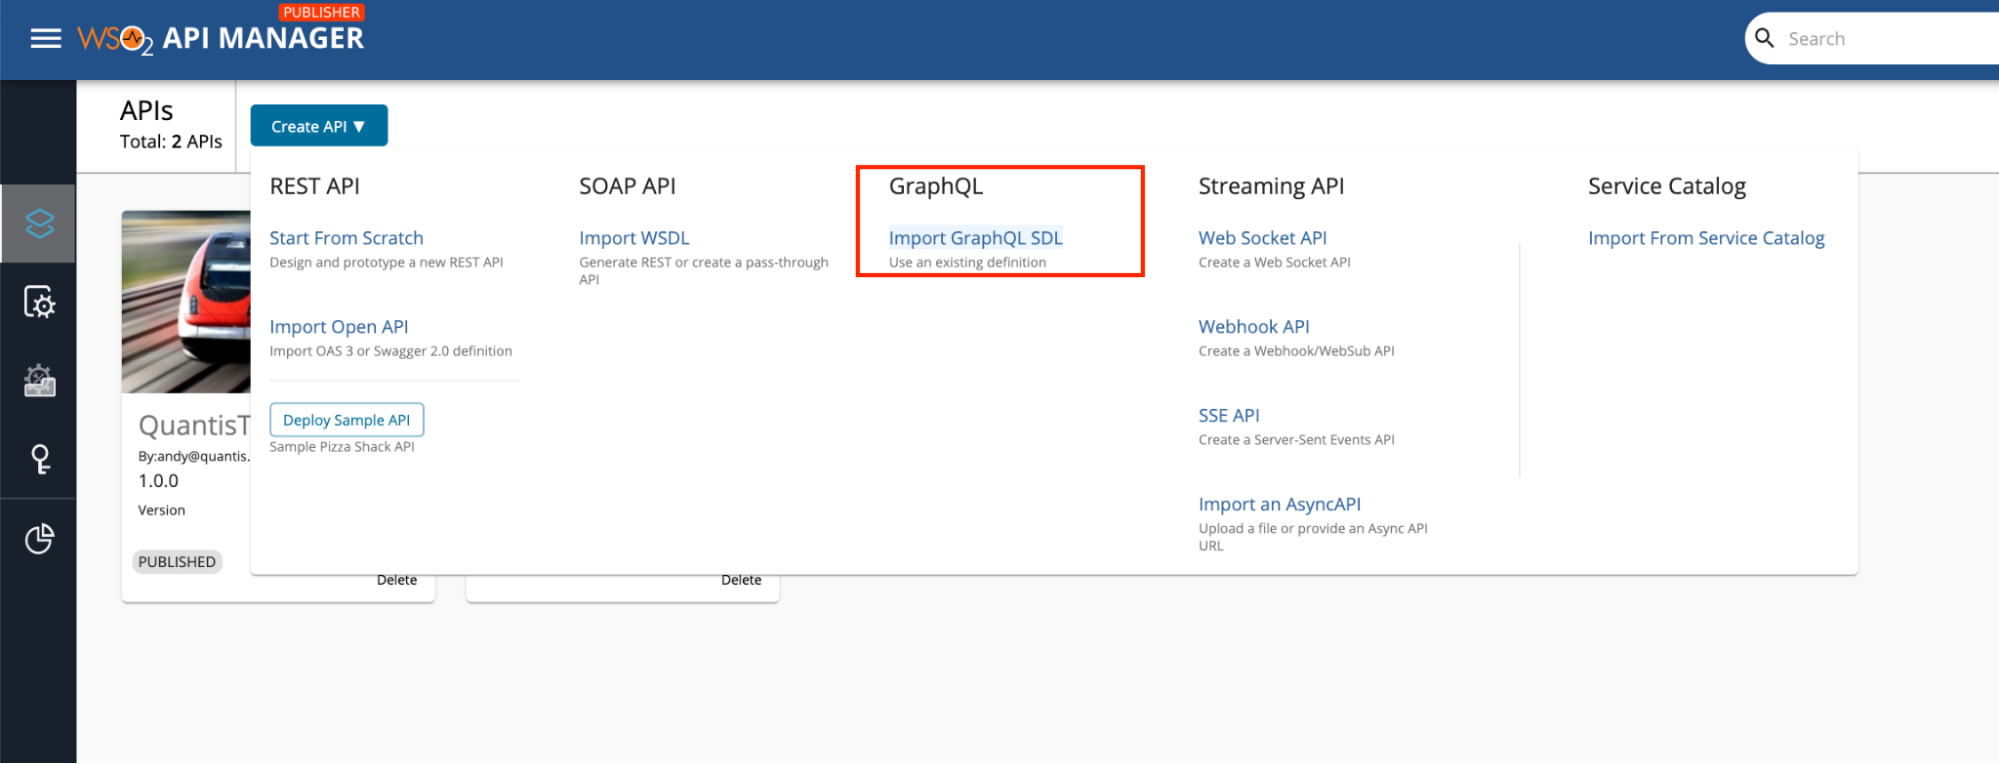 PUBLISHER
WSO2 API MANAGER
Search
APIs
Total: 2 APIs
Create API ▼
REST API
Start From Scratch
Design and prototype a new REST API
Import Open API
Import OAS 3 or Swagger 2.0 definition
Deploy Sample API
Sample Pizza Shack API
SOAP API
Import WSDL
Generate REST or create a pass-through
API
GraphQL
Import GraphQL SDL
Use an existing definition
Streaming API
Web Socket API
Create a Web Socket API
Webhook API
Create a Webhook/WebSub API
SSE API
Create a Server-Sent Events API
Import an AsyncAPI
Upload a file or provide an Async API
URL
Service Catalog
Import From Service Catalog
QuantisT
By:andy@quantis.
1.0.0
Version
PUBLISHED
Delete
Delete